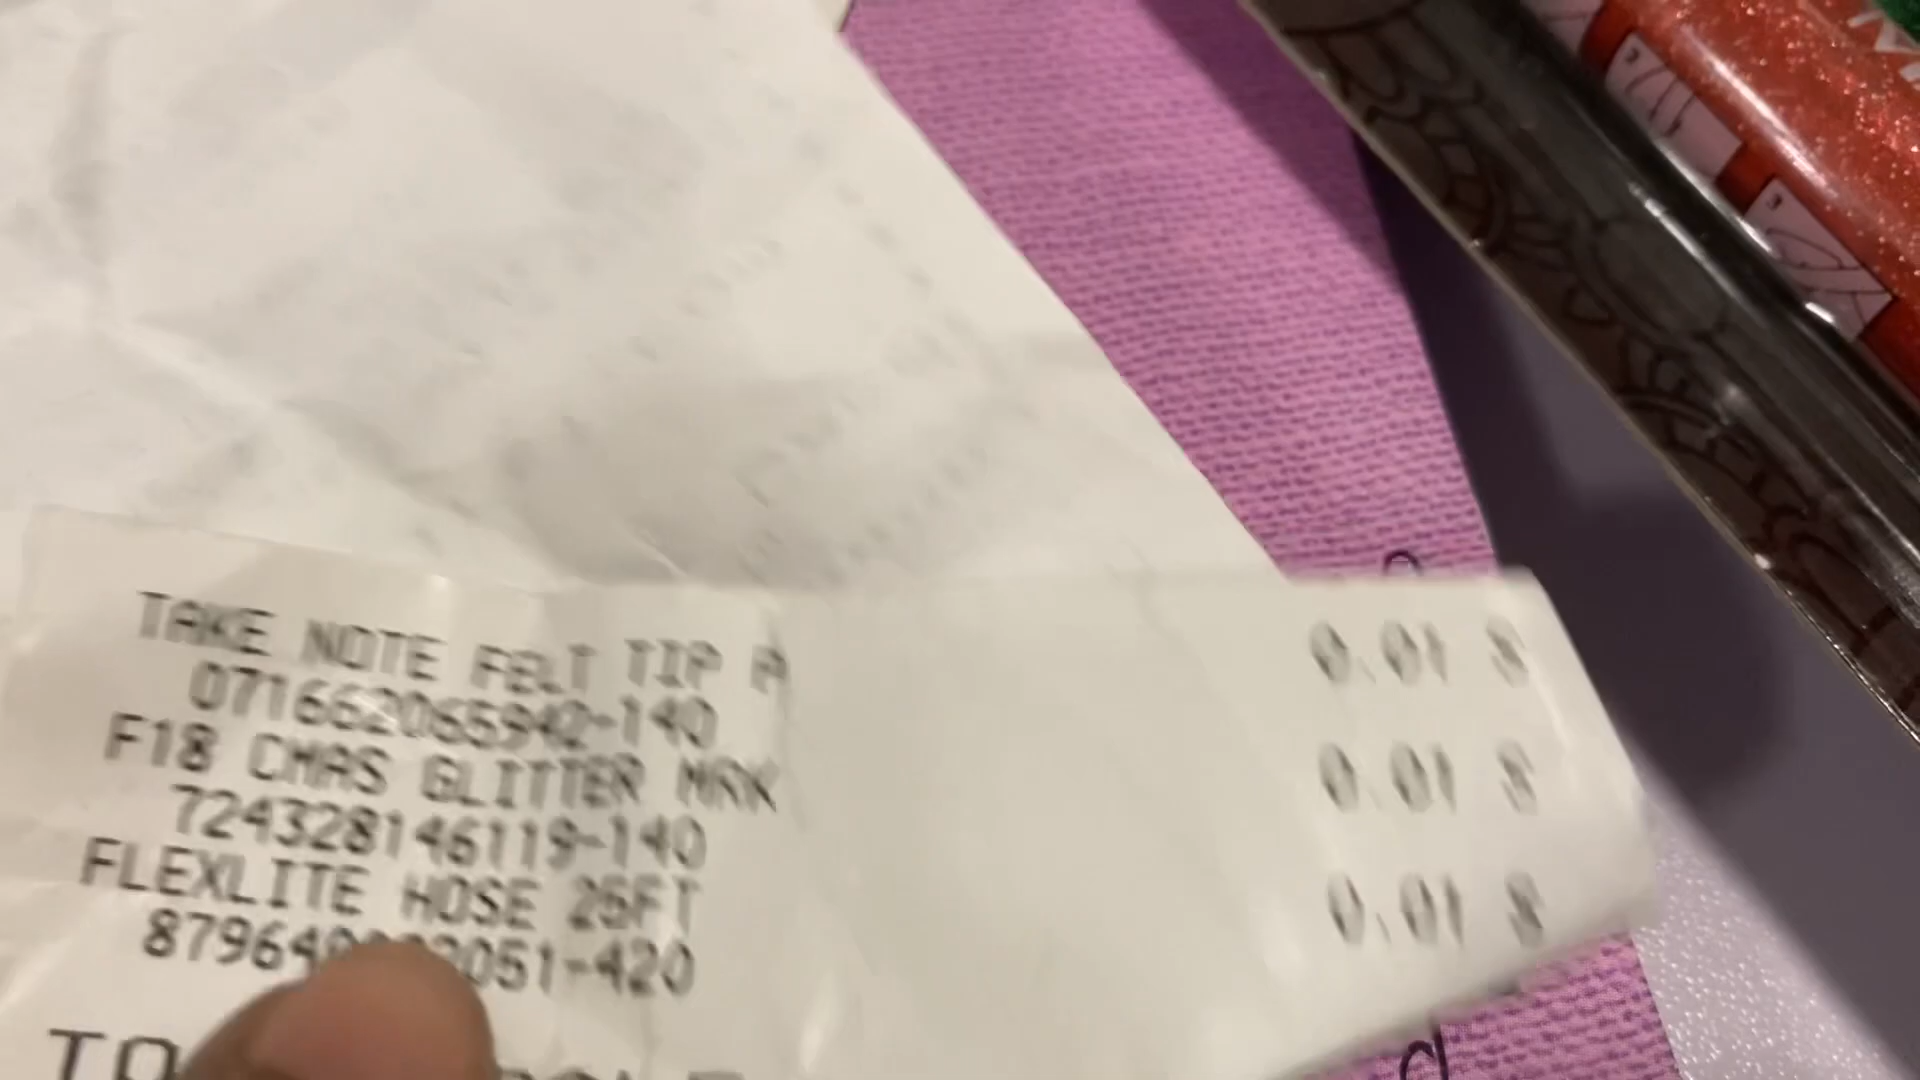 TAKE NOTE FELT TIP P 0.01 S
071662065942-140
F18 CMAS GLITTER MRK 0.01 S
724328146119-140
FLEXLITE HOSE 25FT 0.01 S
051-420